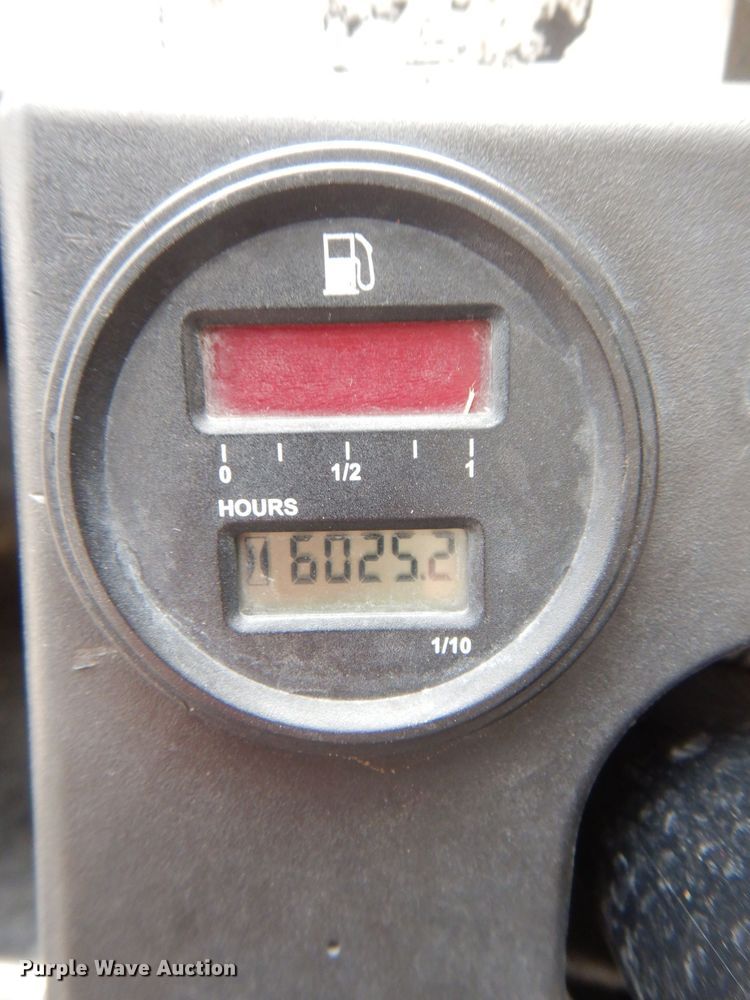 0 1/2 1
HOURS
6025.2
1/10
Purple Wave Auction